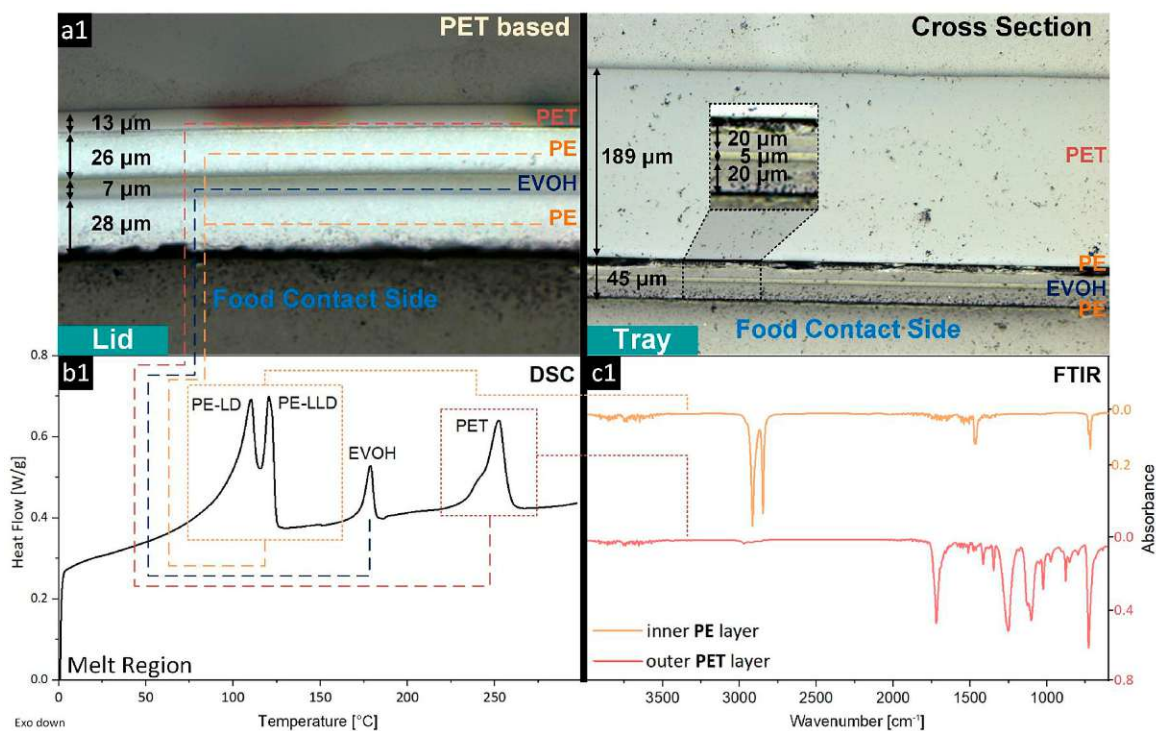 a1
PET based
13 µm
26 µm
7 µm
28 µm
PET
PE
EVOH
PE
Food Contact Side
Lid
Cross Section
189 µm
20 µm
5 µm
20 µm
45 µm
PET
PE
EVOH
PE
Food Contact Side
Tray
b1
DSC
0.8
0.6
0.4
0.2
0.0
Heat Flow [W/g]
PE-LD
PE-LLD
EVOH
PET
Melt Region
0
50
100
150
200
250
Exo down
Temperature [°C]
c1
FTIR
0.0
0.2
0.0
0.4
0.8
Absorbance
inner PE layer
outer PET layer
3500
3000
2500
2000
1500
1000
Wavenumber [cm⁻¹]